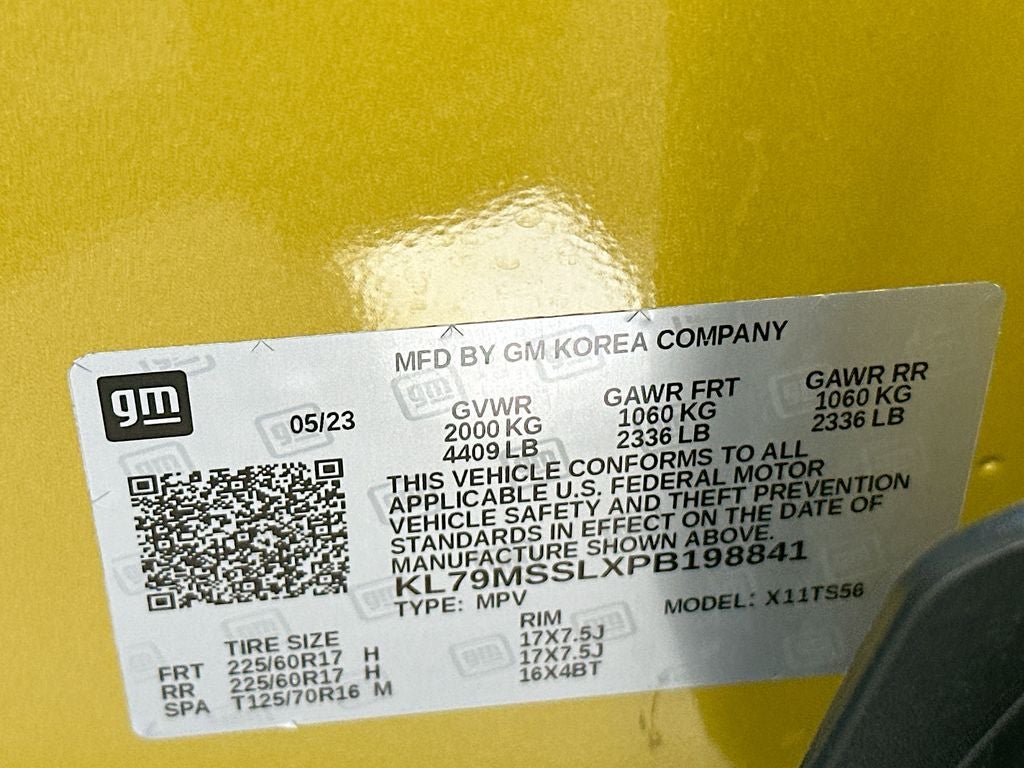 MFD BY GM KOREA COMPANY
gm
05/23
GVWR GAWR FRT GAWR RR
2000 KG 1060 KG 1060 KG
4409 LB 2336 LB 2336 LB
THIS VEHICLE CONFORMS TO ALL
APPLICABLE U.S. FEDERAL MOTOR
VEHICLE SAFETY AND THEFT PREVENTION
STANDARDS IN EFFECT ON THE DATE OF
MANUFACTURE SHOWN ABOVE.
KL79MSSLXPB198841
TYPE: MPV MODEL: X11TS56
TIRE SIZE RIM
FRT 225/60R17 H 17X7.5J
RR 225/60R17 H 17X7.5J
SPA T125/70R16 M 16X4BT